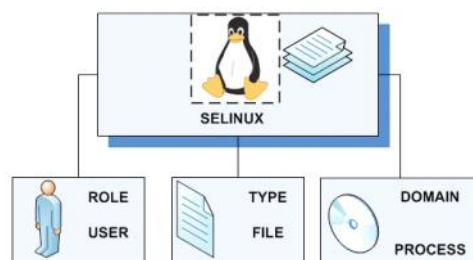 SELINUX
ROLE
USER
TYPE
FILE
DOMAIN
PROCESS